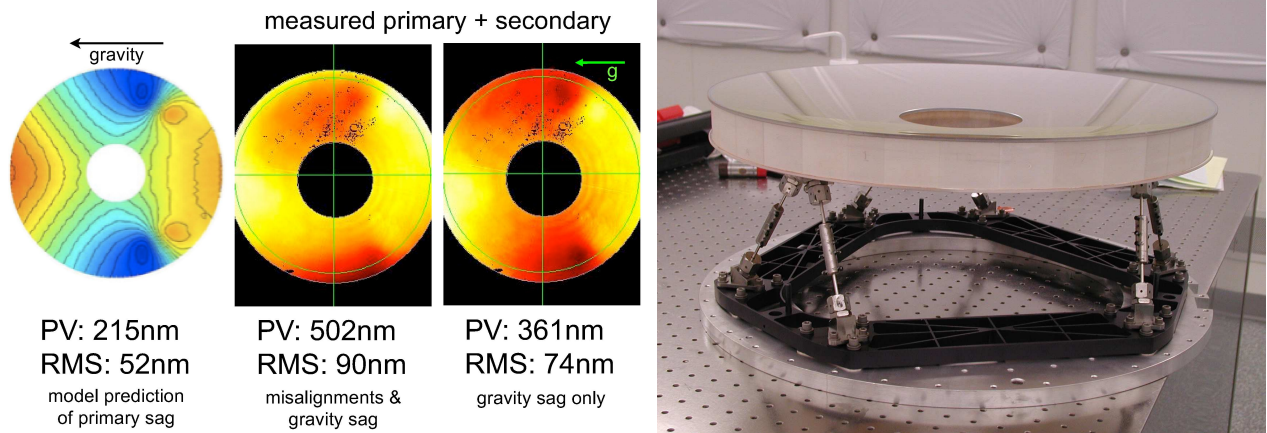 measured primary + secondary
gravity
g
PV: 215nm
RMS: 52nm
model prediction
of primary sag
PV: 502nm
RMS: 90nm
misalignments &
gravity sag
PV: 361nm
RMS: 74nm
gravity sag only